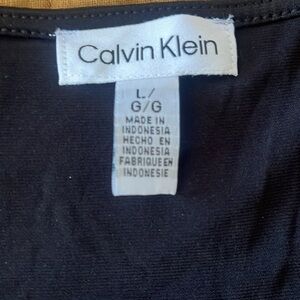 Calvin Klein
L/
G/G
MADE IN
INDONESIA
HECHO EN
INDONESIA
FABRIQUE EN
INDONESIE